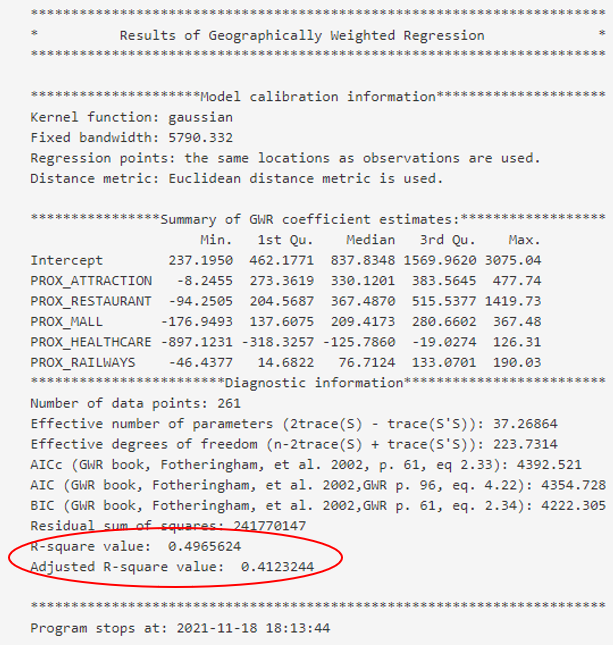 ***********************************************************************
* Results of Geographically Weighted Regression *
***********************************************************************
*********************Model calibration information*********************
Kernel function: gaussian
Fixed bandwidth: 5790.332
Regression points: the same locations as observations are used.
Distance metric: Euclidean distance metric is used.
****************Summary of GWR coefficient estimates:******************
Min. 1st Qu. Median 3rd Qu. Max.
Intercept 237.1950 462.1771 837.8348 1569.9620 3075.04
PROX_ATTRACTION -8.2455 273.3619 330.1201 383.5645 477.74
PROX_RESTAURANT -94.2505 204.5687 367.4870 515.5377 1419.73
PROX_MALL -176.9493 137.6075 209.4173 280.6602 367.48
PROX_HEALTHCARE -897.1231 -318.3257 -125.7860 -19.0274 126.31
PROX_RAILWAYS -46.4377 14.6822 76.7124 133.0701 190.03
************************Diagnostic information*************************
Number of data points: 261
Effective number of parameters (2trace(S) - trace(S'S)): 37.26864
Effective degrees of freedom (n-2trace(S) + trace(S'S)): 223.7314
AICc (GWR book, Fotheringham, et al. 2002, p. 61, eq 2.33): 4392.521
AIC (GWR book, Fotheringham, et al. 2002,GWR p. 96, eq. 4.22): 4354.728
BIC (GWR book, Fotheringham, et al. 2002,GWR p. 61, eq. 2.34): 4222.305
Residual sum of squares: 241770147
R-square value: 0.4965624
Adjusted R-square value: 0.4123244
***********************************************************************
Program stops at: 2021-11-18 18:13:44